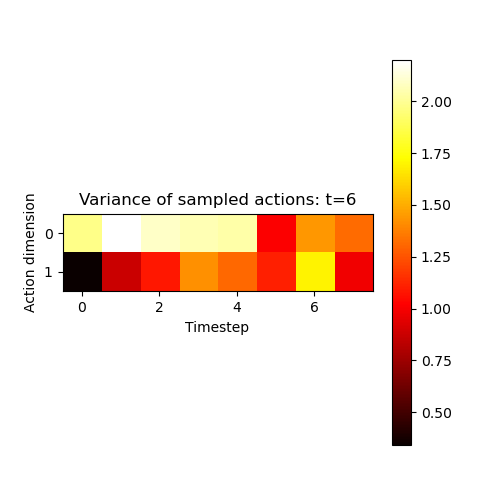 Variance of sampled actions: t=6
Action dimension
0
1
0 2 4 6
Timestep
2.00
1.75
1.50
1.25
1.00
0.75
0.50